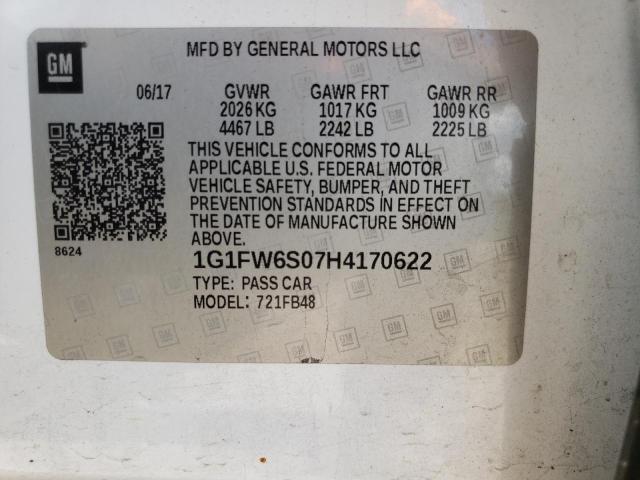 GM
MFD BY GENERAL MOTORS LLC
06/17 GVWR GAWR FRT GAWR RR
2026 KG 1017 KG 1009 KG
4467 LB 2242 LB 2225 LB
THIS VEHICLE CONFORMS TO ALL
APPLICABLE U.S. FEDERAL MOTOR
VEHICLE SAFETY, BUMPER, AND THEFT
PREVENTION STANDARDS IN EFFECT ON
THE DATE OF MANUFACTURE SHOWN
ABOVE.
8624
1G1FW6S07H4170622
TYPE: PASS CAR
MODEL: 721FB48